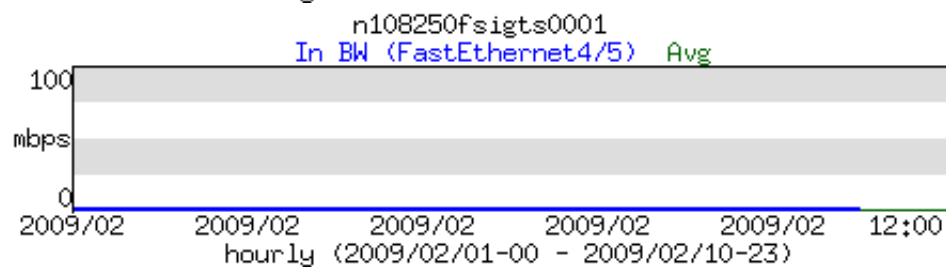 n108250fsigts0001
In BW (FastEthernet4/5) Avg
100
mbps
0
2009/02 2009/02 2009/02 2009/02 2009/02 12:00
hourly (2009/02/01-00 - 2009/02/10-23)